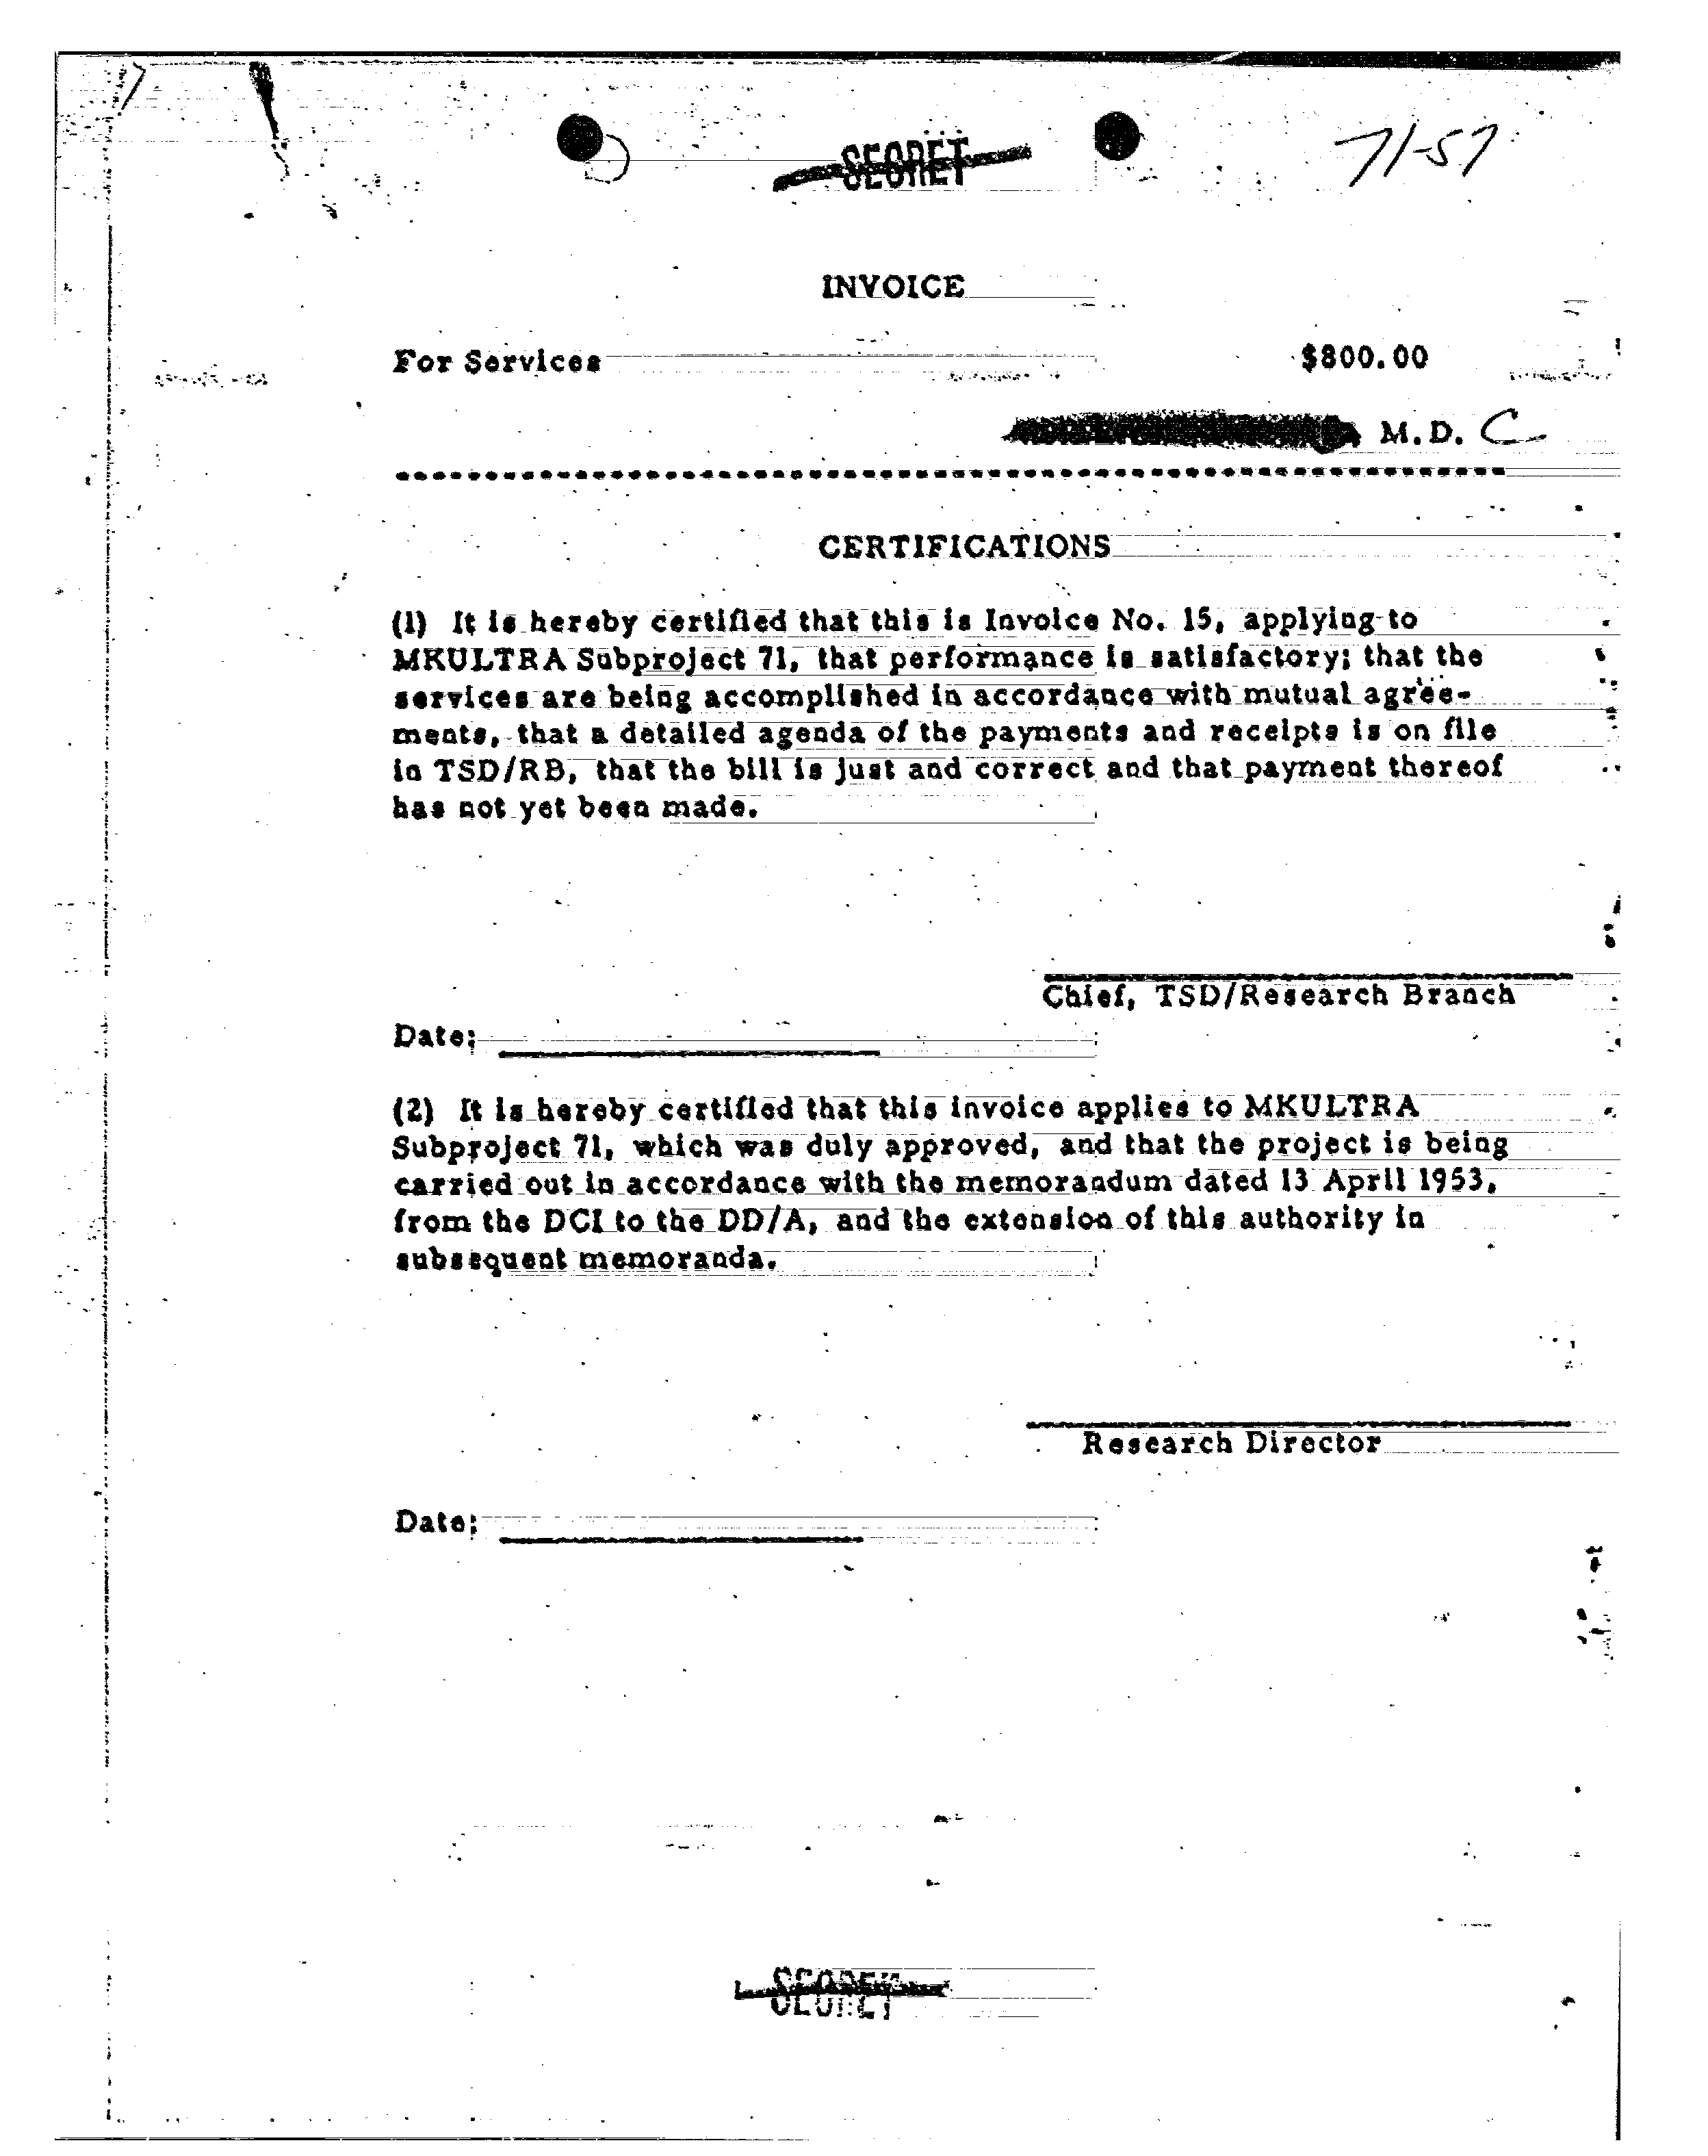 71-57
SECRET
INVOICE
For Services $800.00
M.D. C
CERTIFICATIONS
(1) It is hereby certified that this is Invoice No. 15, applying to
MKULTRA Subproject 71, that performance is satisfactory; that the
services are being accomplished in accordance with mutual agree-
ments, that a detailed agenda of the payments and receipts is on file
in TSD/RB, that the bill is just and correct and that payment thereof
has not yet been made.
Chief, TSD/Research Branch
Date:
(2) It is hereby certified that this invoice applies to MKULTRA
Subproject 71, which was duly approved, and that the project is being
carried out in accordance with the memorandum dated 13 April 1953,
from the DCI to the DD/A, and the extension of this authority in
subsequent memoranda.
Research Director
Date:
SECRET